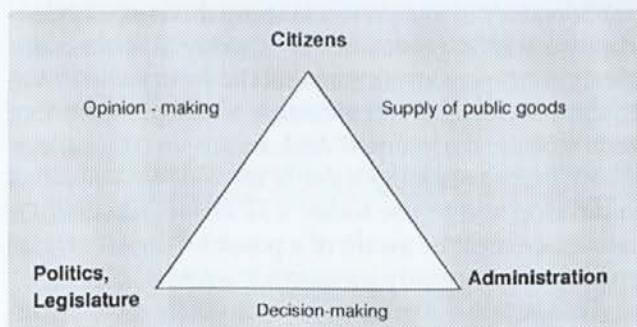 Citizens
Opinion - making
Supply of public goods
Politics,
Legislature
Administration
Decision-making